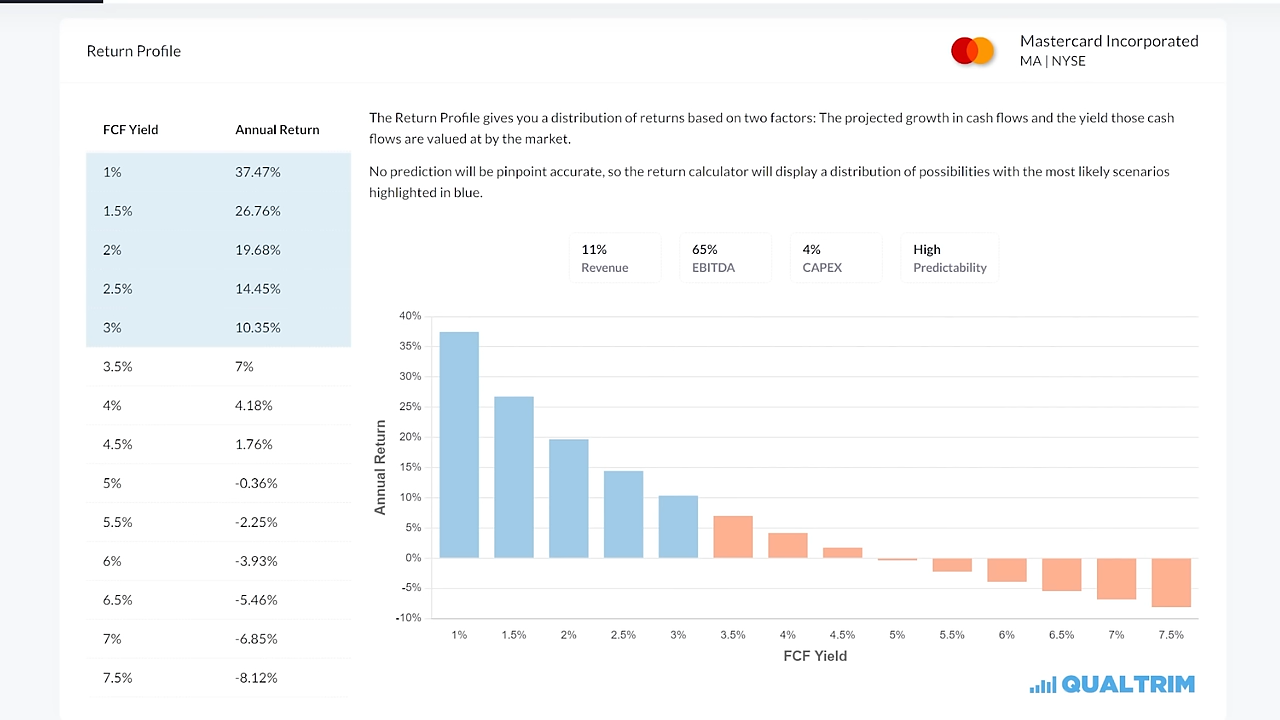 Return Profile
Mastercard Incorporated
MA | NYSE
FCF Yield Annual Return
1% 37.47%
1.5% 26.76%
2% 19.68%
2.5% 14.45%
3% 10.35%
3.5% 7%
4% 4.18%
4.5% 1.76%
5% -0.36%
5.5% -2.25%
6% -3.93%
6.5% -5.46%
7% -6.85%
7.5% -8.12%
The Return Profile gives you a distribution of returns based on two factors: The projected growth in cash flows and the yield those cash
flows are valued at by the market.
No prediction will be pinpoint accurate, so the return calculator will display a distribution of possibilities with the most likely scenarios
highlighted in blue.
11% 65% 4% High
Revenue EBITDA CAPEX Predictability
40%
35%
30%
25%
20%
15%
10%
5%
0%
-5%
-10%
Annual Return
1% 1.5% 2% 2.5% 3% 3.5% 4% 4.5% 5% 5.5% 6% 6.5% 7% 7.5%
FCF Yield
QUALTRIM